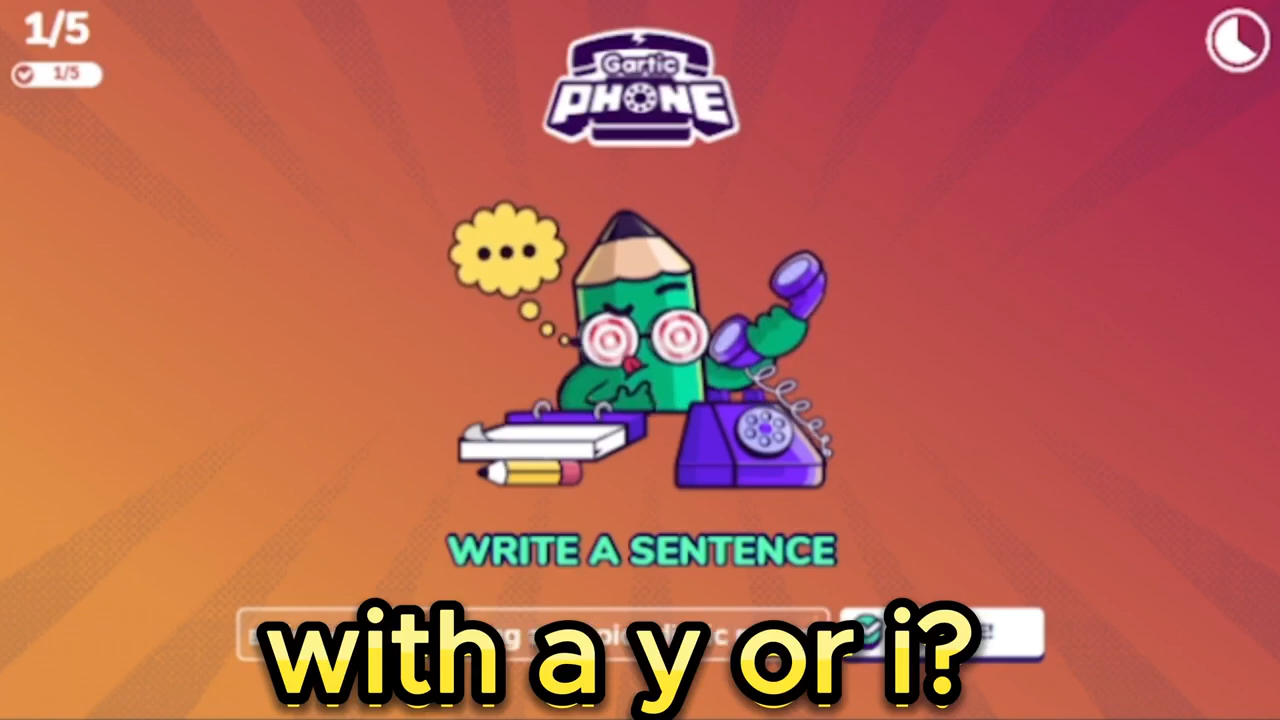 1/5
1/5
Gartic
PHONE
WRITE A SENTENCE
with a y or i?